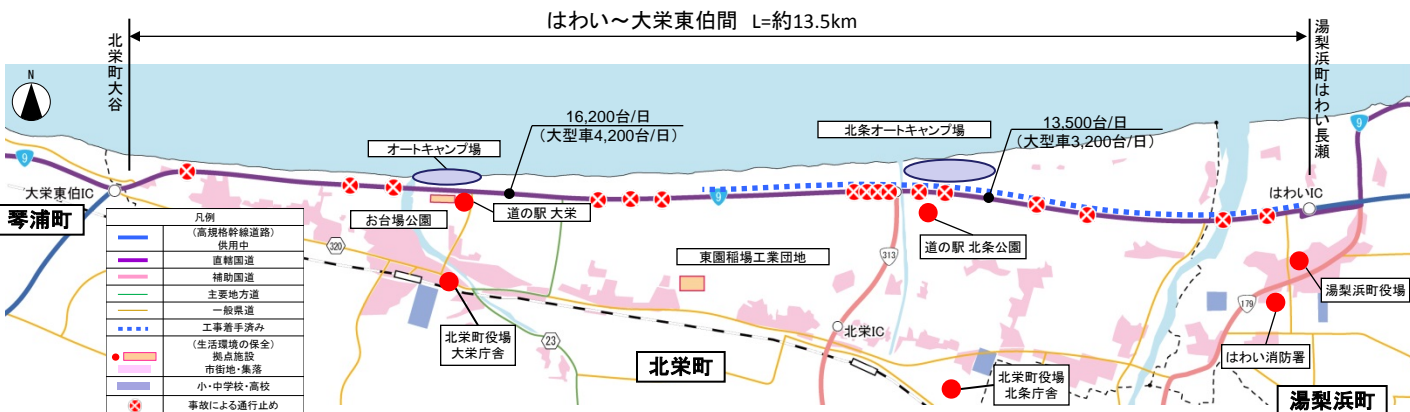 はわい～大栄東伯間 L=約13.5km
北栄町大谷
湯梨浜町はわい長瀬
N
16,200台/日
（大型車4,200台/日）
北条オートキャンプ場
13,500台/日
（大型車3,200台/日）
オートキャンプ場
9
9
9
大栄東伯IC
はわいIC
琴浦町
お台場公園
道の駅 大栄
道の駅 北条公園
東園稲場工業団地
320
313
179
23
湯梨浜町役場
はわい消防署
北栄IC
北栄町役場
大栄庁舎
北栄町
北栄町役場
北条庁舎
湯梨浜町
凡例
（高規格幹線道路）
供用中
直轄国道
補助国道
主要地方道
一般県道
工事着手済み
（生活環境の保全）
拠点施設
市街地・集落
小・中学校・高校
事故による通行止め